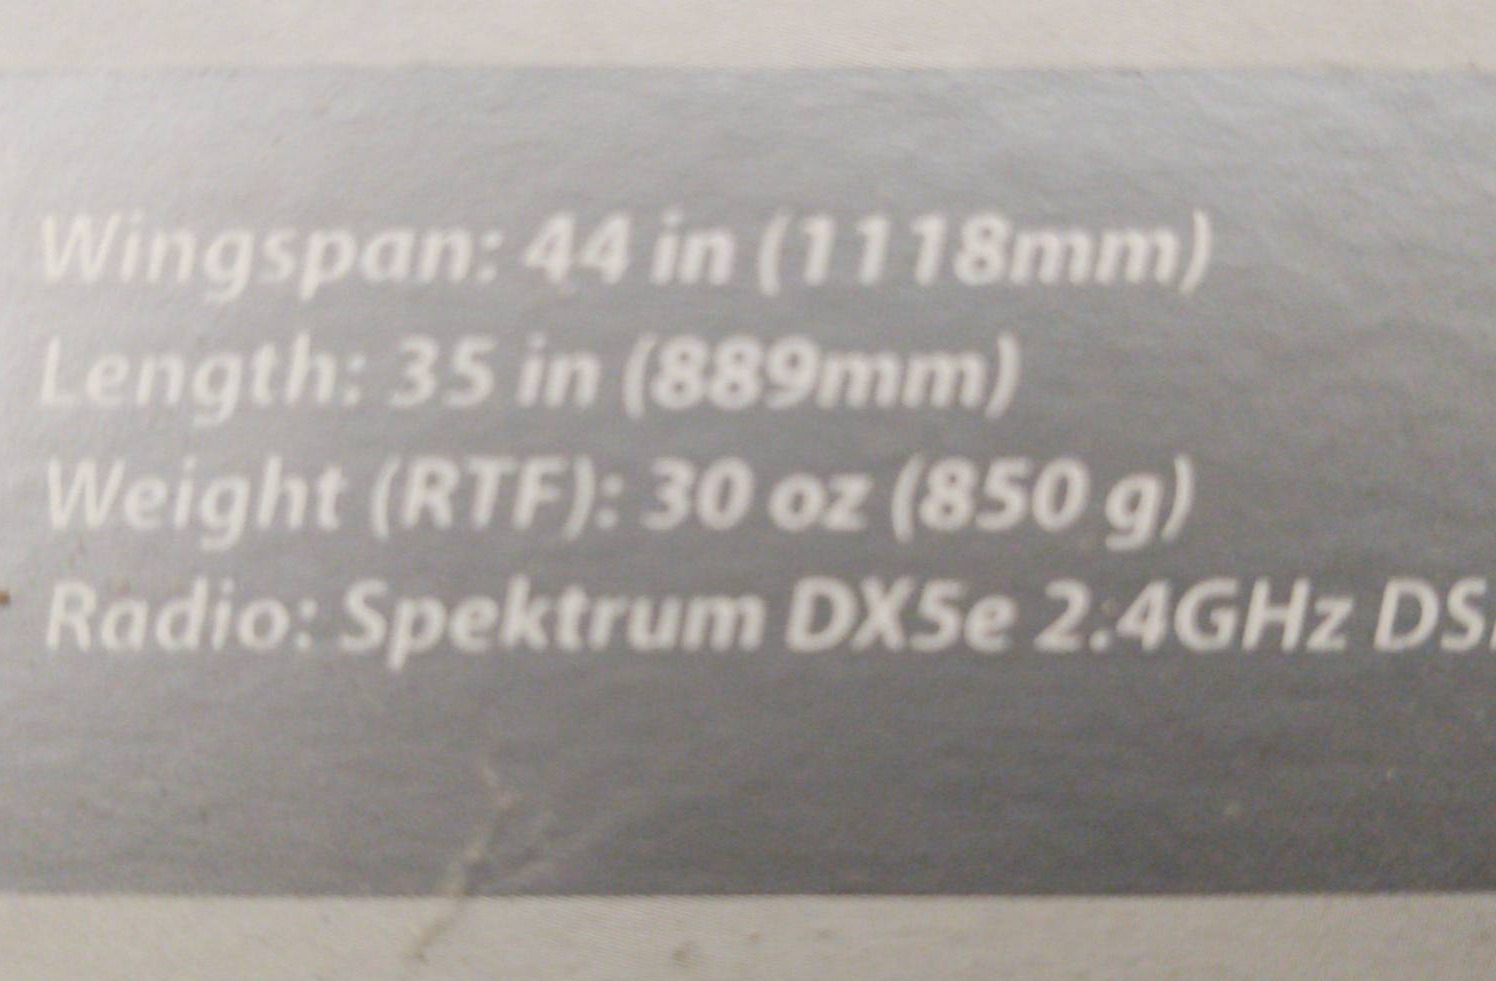 Wingspan: 44 in (1118mm)
Length: 35 in (889mm)
Weight (RTF): 30 oz (850 g)
Radio: Spektrum DX5e 2.4GHz